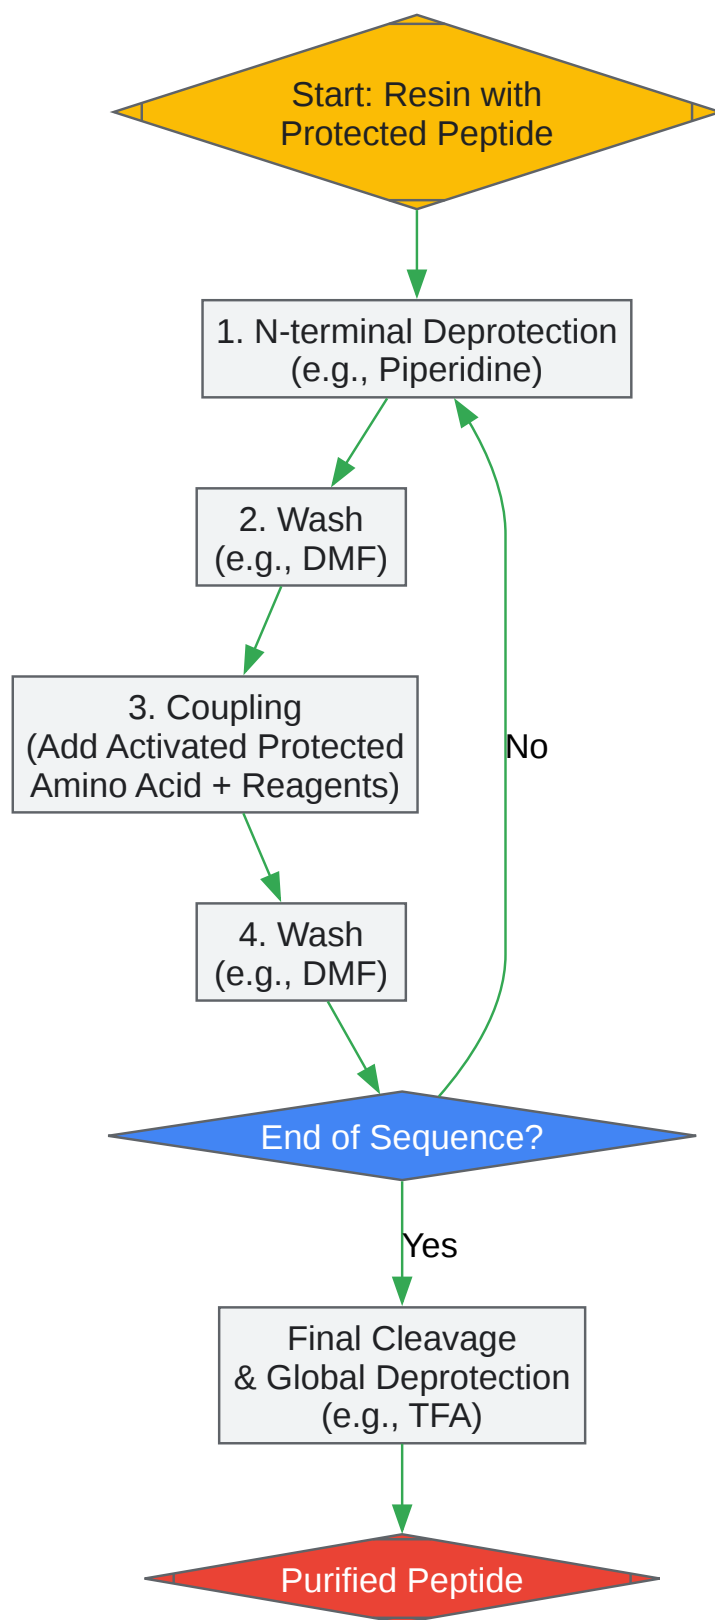 Start: Resin with
Protected Peptide
1. N-terminal Deprotection
(e.g., Piperidine)
2. Wash
(e.g., DMF)
3. Coupling
(Add Activated Protected
Amino Acid + Reagents)
No
4. Wash
(e.g., DMF)
End of Sequence?
Yes
Final Cleavage
& Global Deprotection
(e.g., TFA)
Purified Peptide